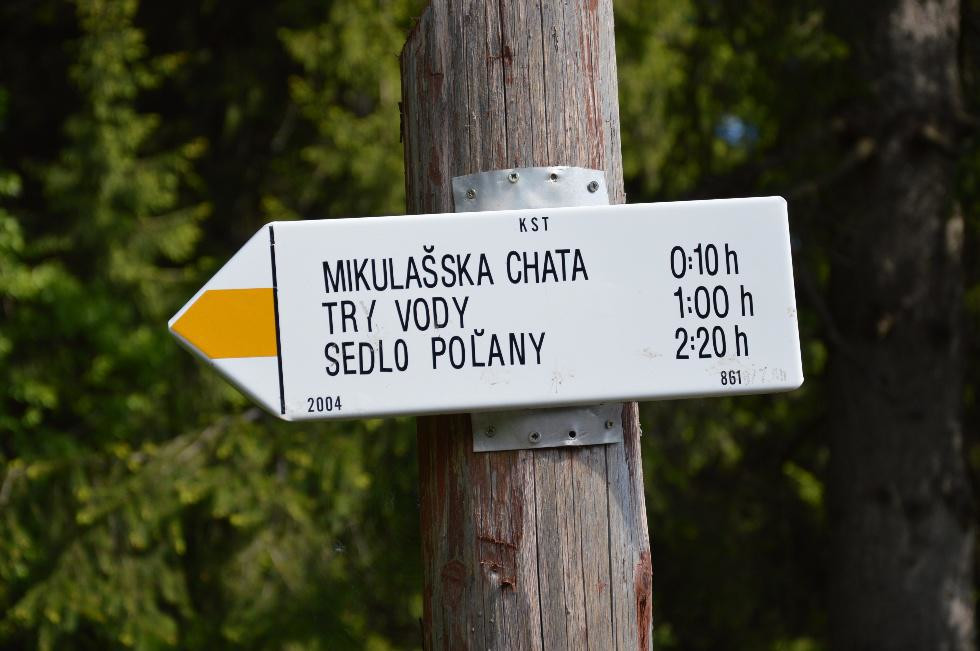 KST
MIKULAŠSKA CHATA 0:10 h
TRY VODY 1:00 h
SEDLO POĽANY 2:20 h
2004 861